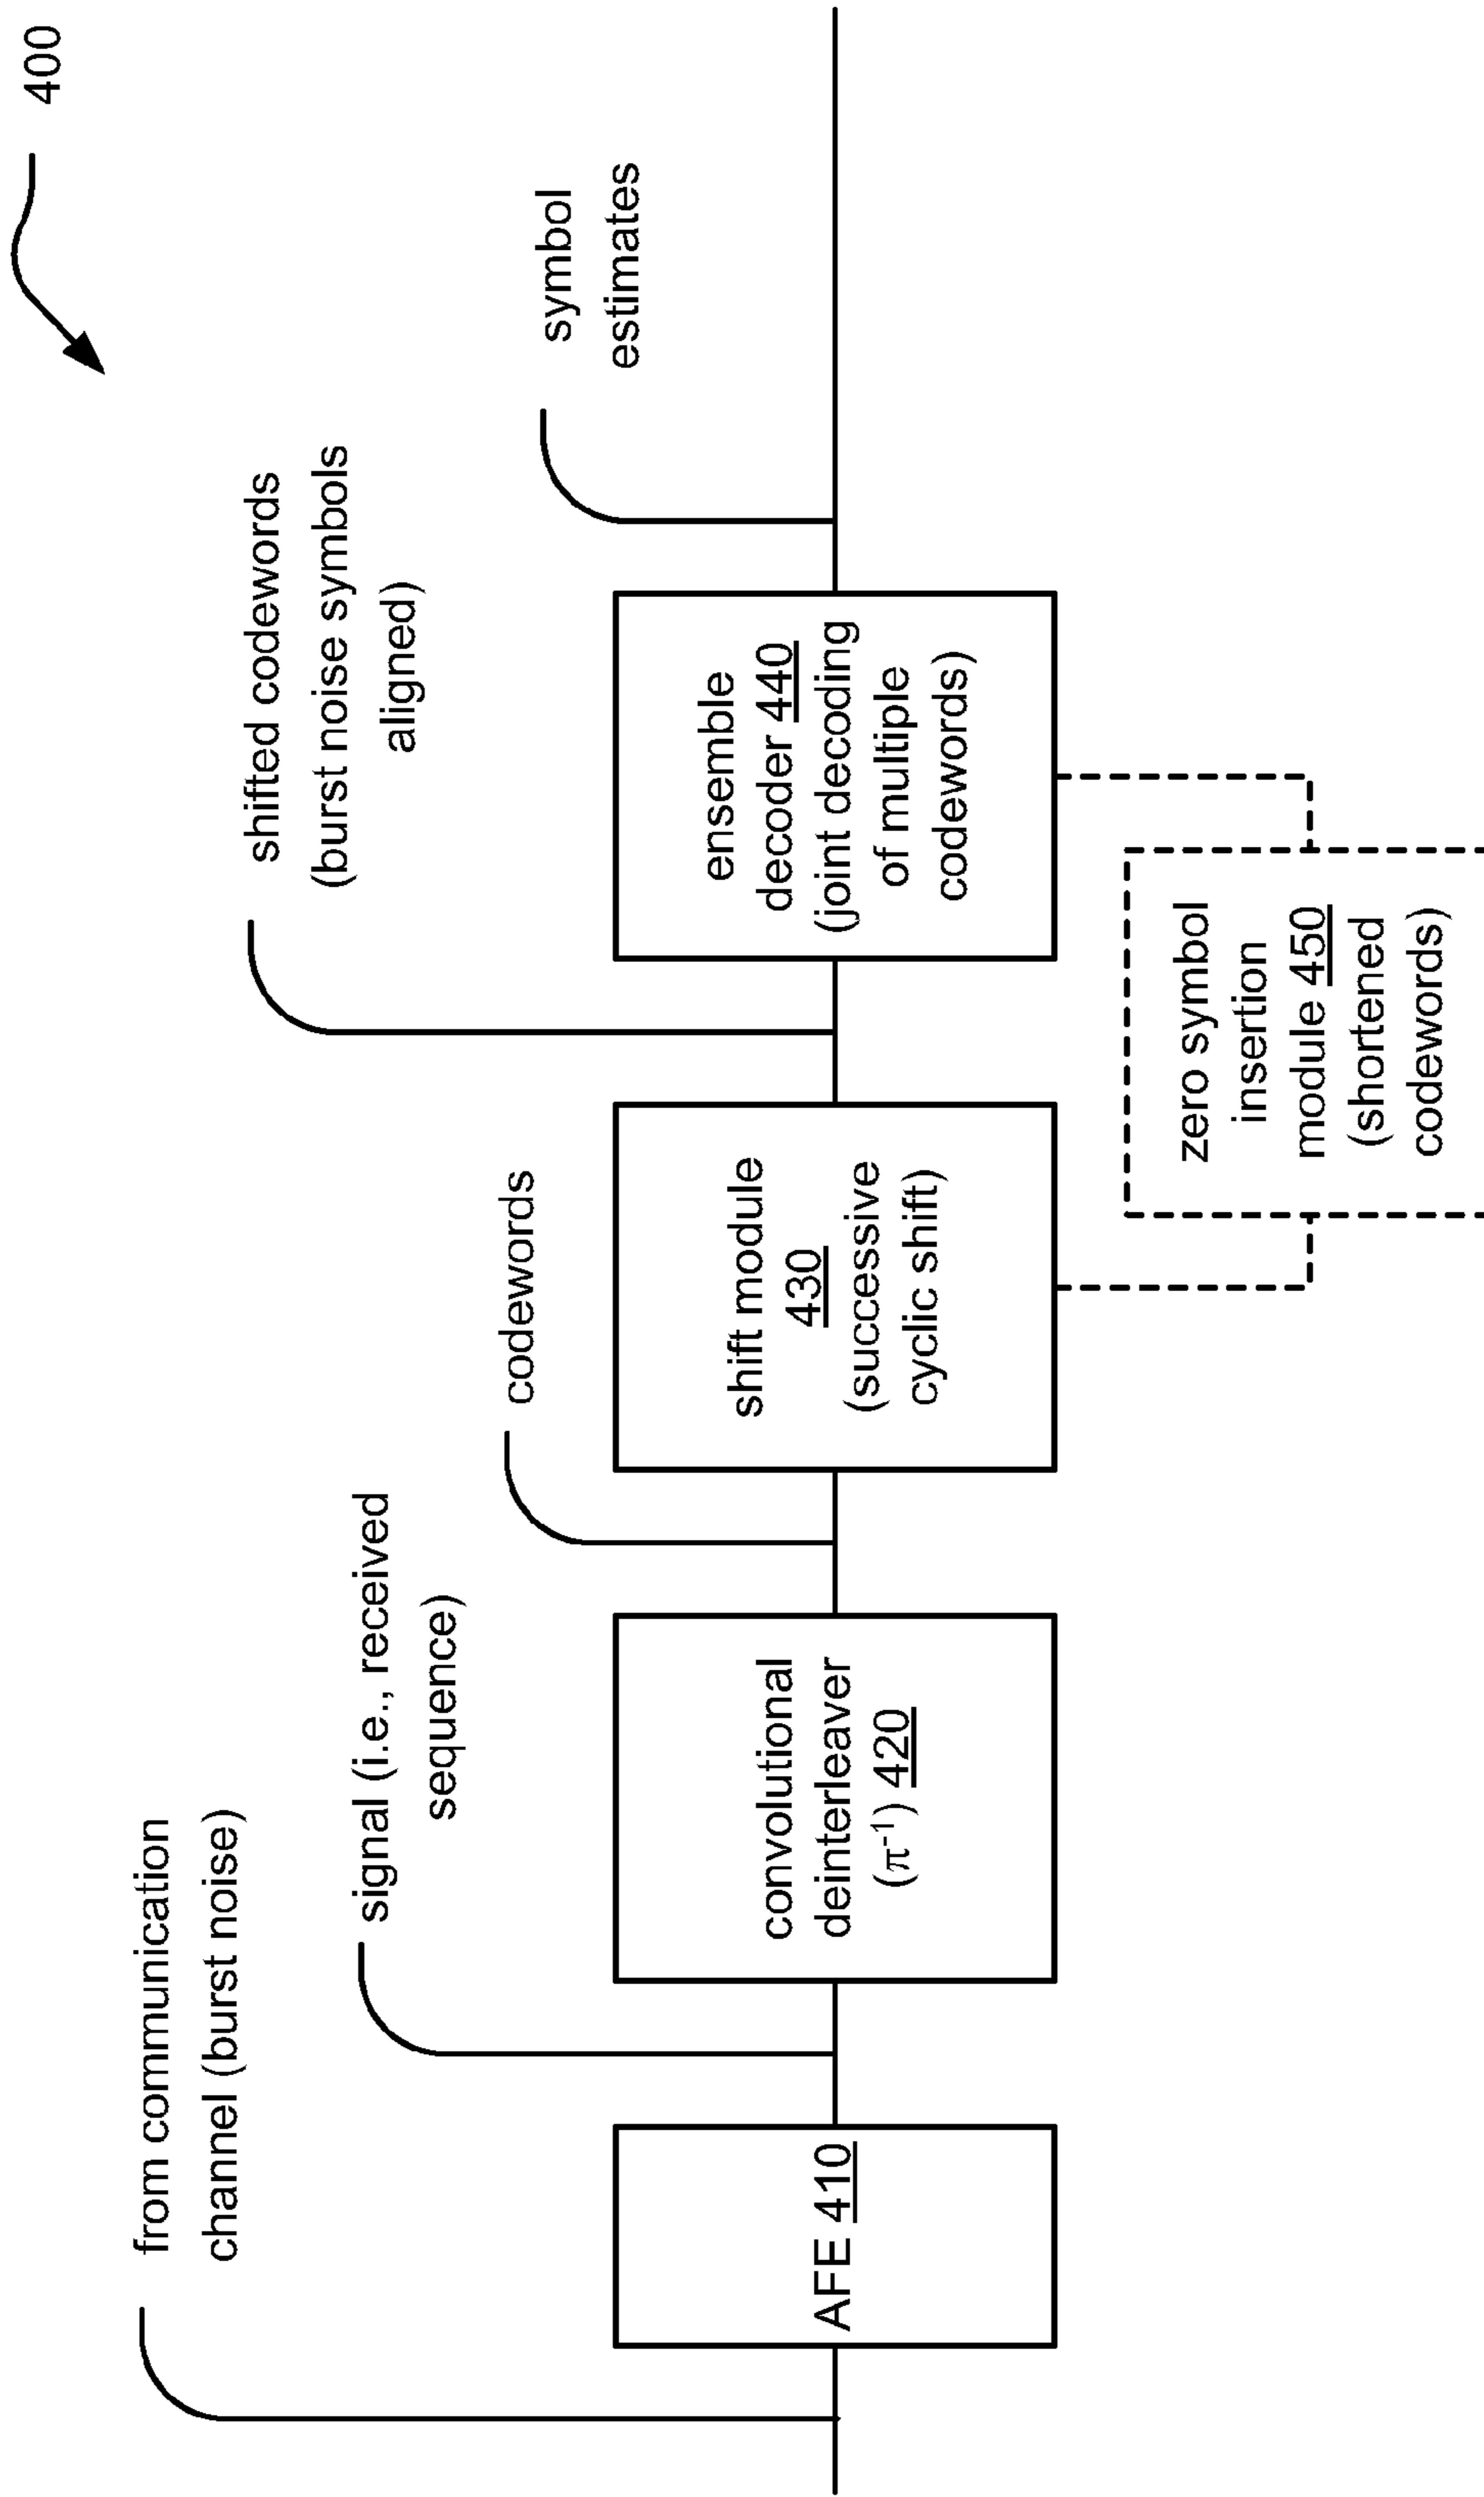 400
from communication
channel (burst noise)
signal (i.e., received
sequence)
codewords
shifted codewords
(burst noise symbols
aligned)
symbol
estimates
AFE 410
convolutional
deinterleaver
(π⁻¹) 420
shift module
430
(successive
cyclic shift)
ensemble
decoder 440
(joint decoding
of multiple
codewords)
zero symbol
insertion
module 450
(shortened
codewords)